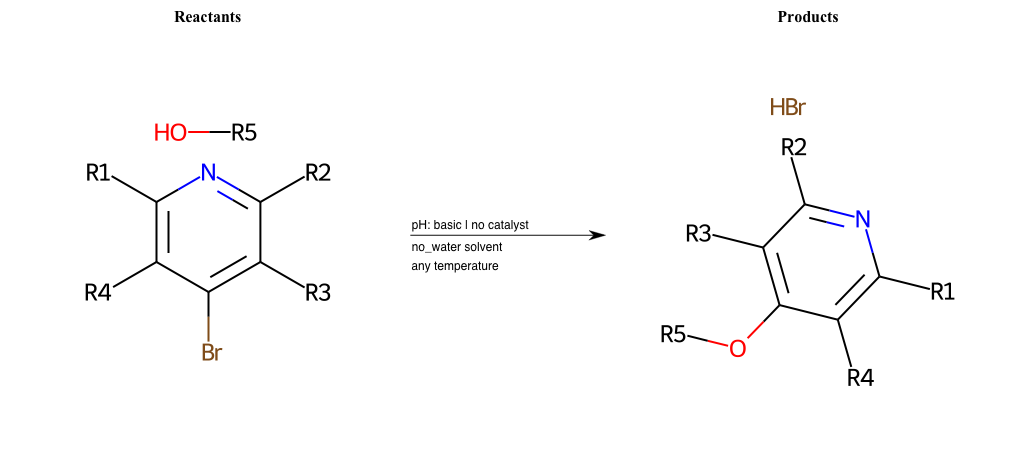 Reactants
Products
HBr
HO R5
R2
R1 N R2
N
pH: basic | no catalyst
R3
no_water solvent
any temperature
R4 R3
R1
R5 O
Br
R4